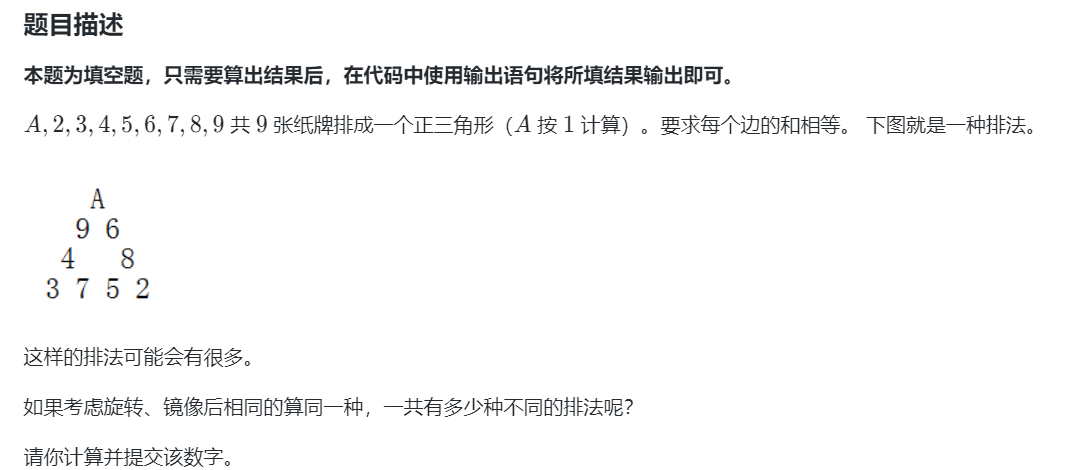 题目描述
本题为填空题，只需要算出结果后，在代码中使用输出语句将所填结果输出即可。
A, 2, 3, 4, 5, 6, 7, 8, 9 共 9 张纸牌排成一个正三角形（A 按 1 计算）。要求每个边的和相等。 下图就是一种排法。
A
9 6
4 8
3 7 5 2
这样的排法可能会有很多。
如果考虑旋转、镜像后相同的算同一种，一共有多少种不同的排法呢？
请你计算并提交该数字。